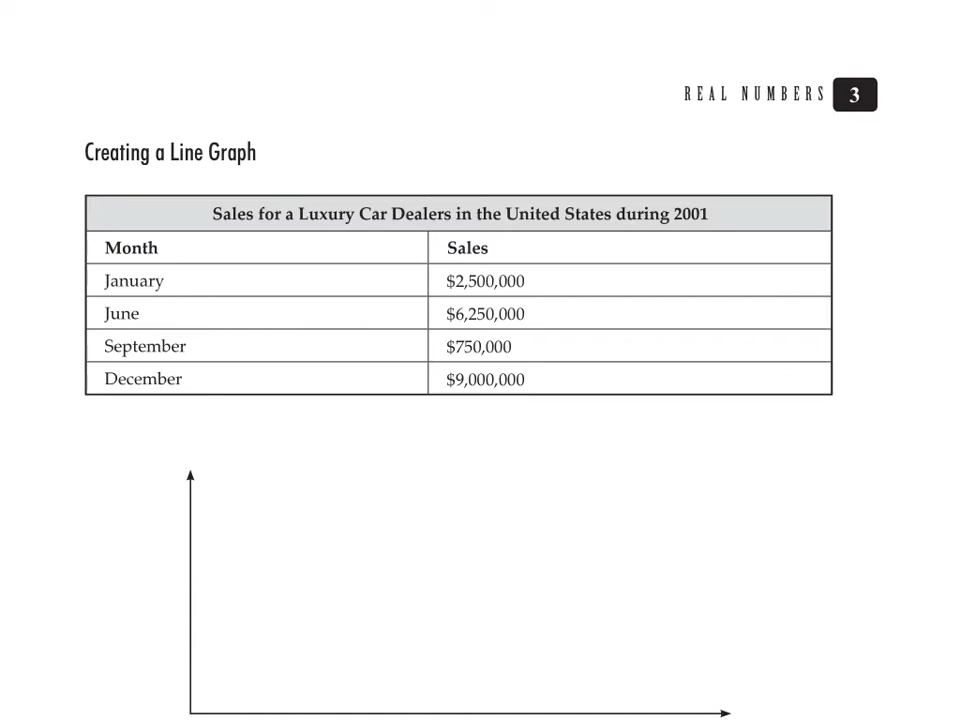 REAL NUMBERS 3
Creating a Line Graph
Sales for a Luxury Car Dealers in the United States during 2001
Month Sales
January $2,500,000
June $6,250,000
September $750,000
December $9,000,000